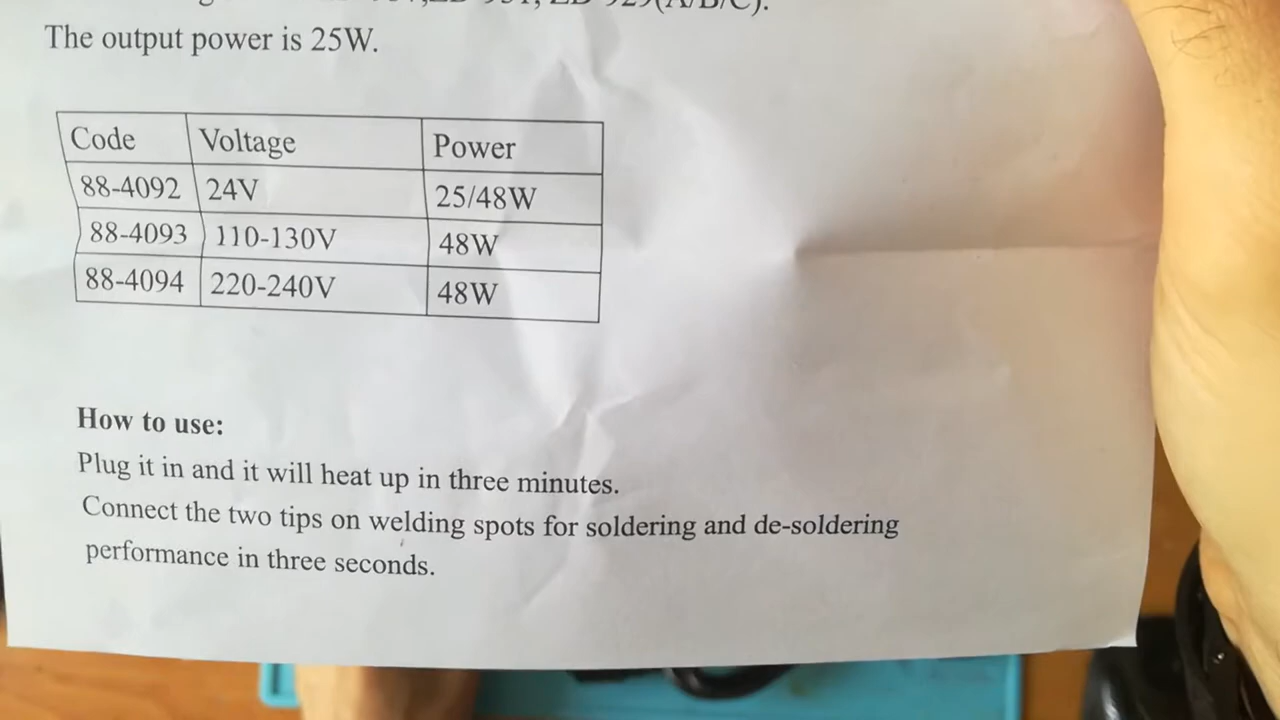 The output power is 25W.
Code Voltage Power
88-4092 24V 25/48W
88-4093 110-130V 48W
88-4094 220-240V 48W
How to use:
Plug it in and it will heat up in three minutes.
Connect the two tips on welding spots for soldering and de-soldering
performance in three seconds.